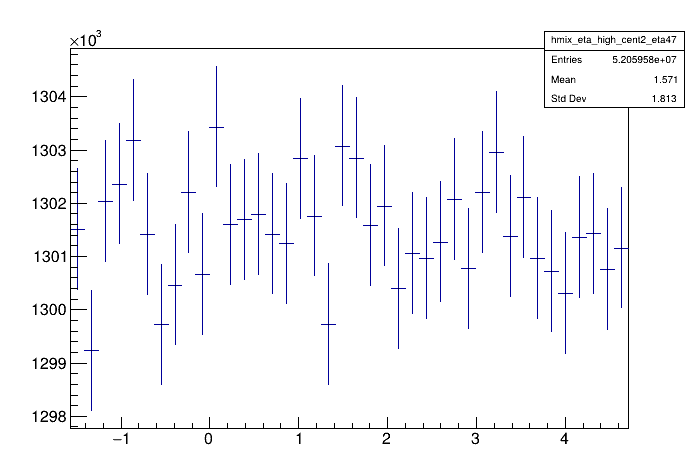 ×10³
hmix_eta_high_cent2_eta47
Entries 5.205958e+07
Mean 1.571
Std Dev 1.813
1304
1303
1302
1301
1300
1299
1298
−1 0 1 2 3 4